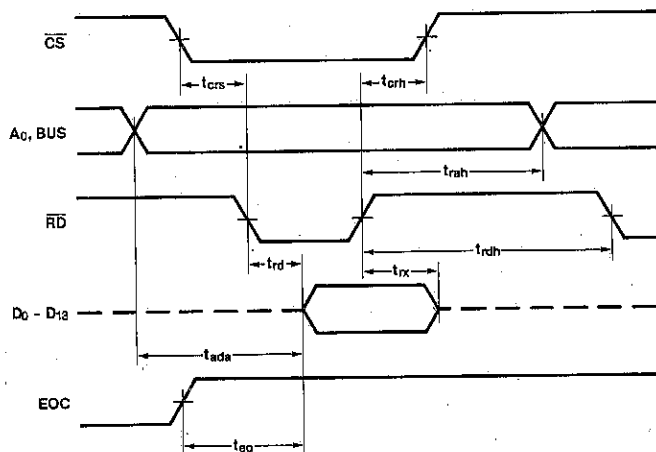 CS
tcrs
tcrh
A0, BUS
trah
RD
trd
trx
trdh
D0 - D13
tada
EOC
teo